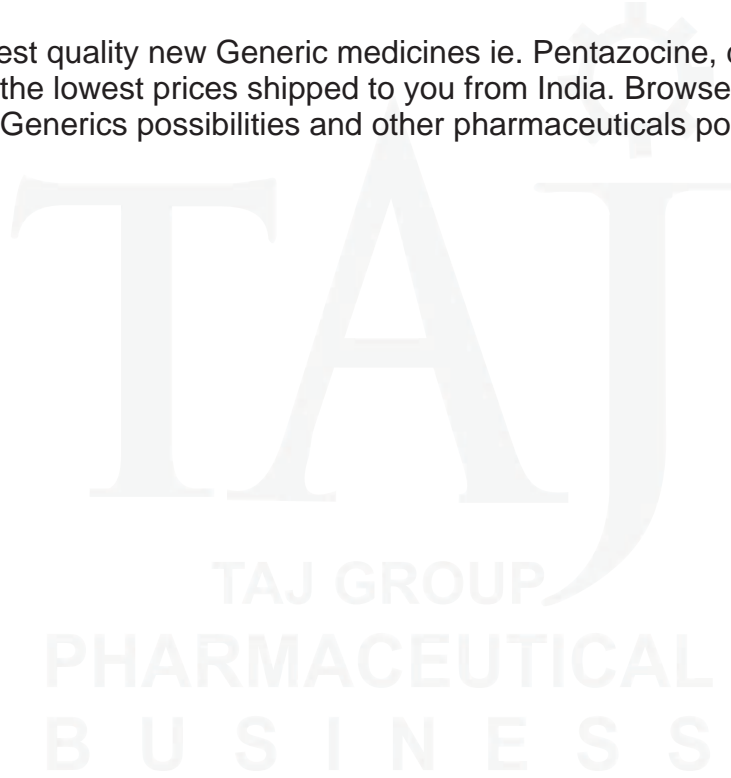 est quality new Generic medicines ie. Pentazocine,
the lowest prices shipped to you from India. Browse
Generics possibilities and other pharmaceuticals po
TAJ
TAJ GROUP
PHARMACEUTICAL
BUSINESS